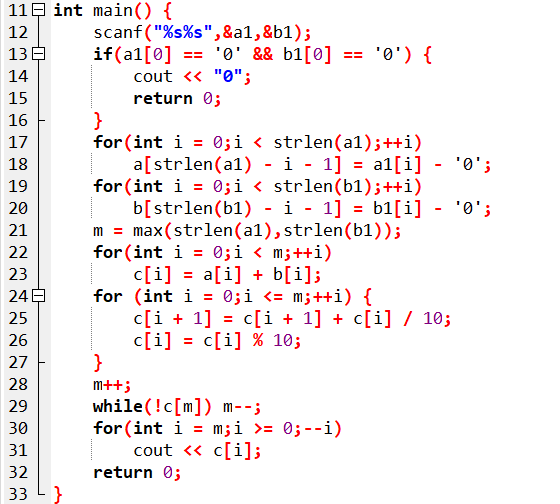 11 int main() {
12     scanf("%s%s",&a1,&b1);
13     if(a1[0] == '0' && b1[0] == '0') {
14         cout << "0";
15         return 0;
16     }
17     for(int i = 0;i < strlen(a1);++i)
18         a[strlen(a1) - i - 1] = a1[i] - '0';
19     for(int i = 0;i < strlen(b1);++i)
20         b[strlen(b1) - i - 1] = b1[i] - '0';
21     m = max(strlen(a1),strlen(b1));
22     for(int i = 0;i < m;++i)
23         c[i] = a[i] + b[i];
24     for (int i = 0;i <= m;++i) {
25         c[i + 1] = c[i + 1] + c[i] / 10;
26         c[i] = c[i] % 10;
27     }
28     m++;
29     while(!c[m]) m--;
30     for(int i = m;i >= 0;--i)
31         cout << c[i];
32     return 0;
33 }